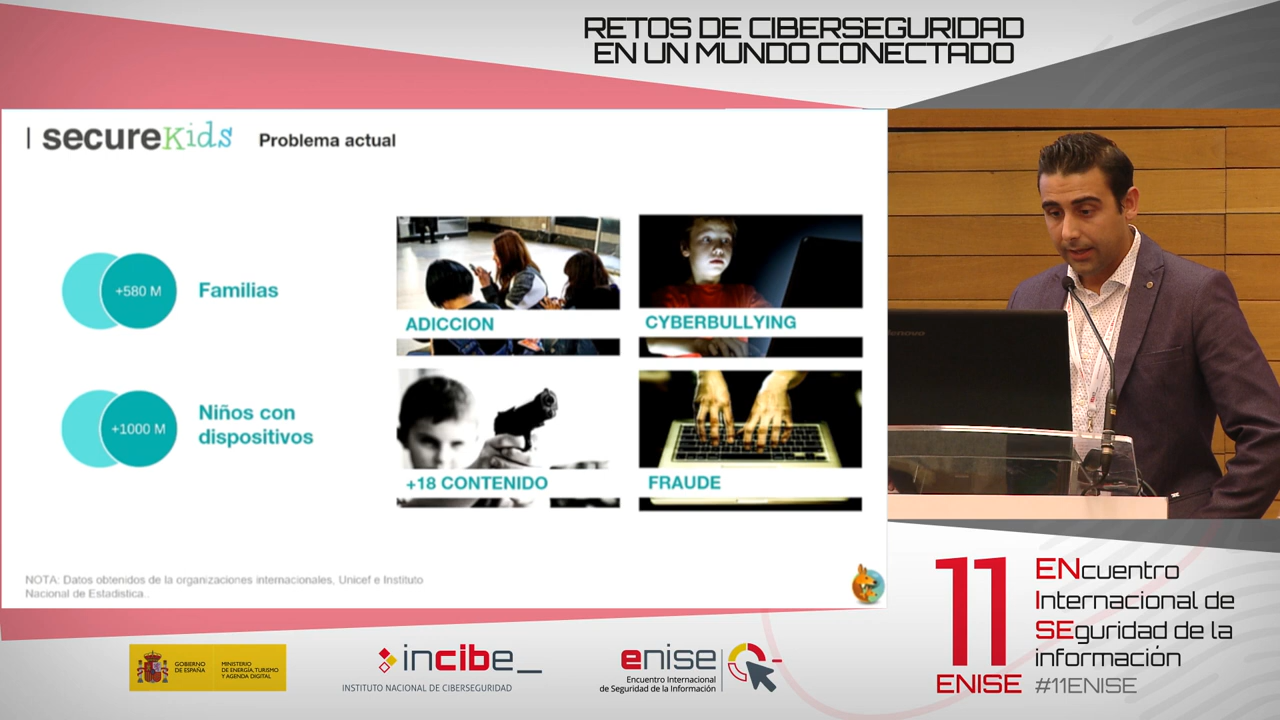 RETOS DE CIBERSEGURIDAD
EN UN MUNDO CONECTADO
| secureKids
Problema actual
+580 M
Familias
+1000 M
Niños con
dispositivos
ADICCION
CYBERBULLYING
+18 CONTENIDO
FRAUDE
NOTA: Datos obtenidos de la organizaciones internacionales, Unicef e Instituto
Nacional de Estadistica..
lenovo
11
ENISE
ENcuentro
Internacional de
SEguridad de la
información
#11ENISE
GOBIERNO
DE ESPAÑA
MINISTERIO
DE ENERGÍA, TURISMO
Y AGENDA DIGITAL
incibe_
INSTITUTO NACIONAL DE CIBERSEGURIDAD
enise
Encuentro Internacional
de Seguridad de la Información